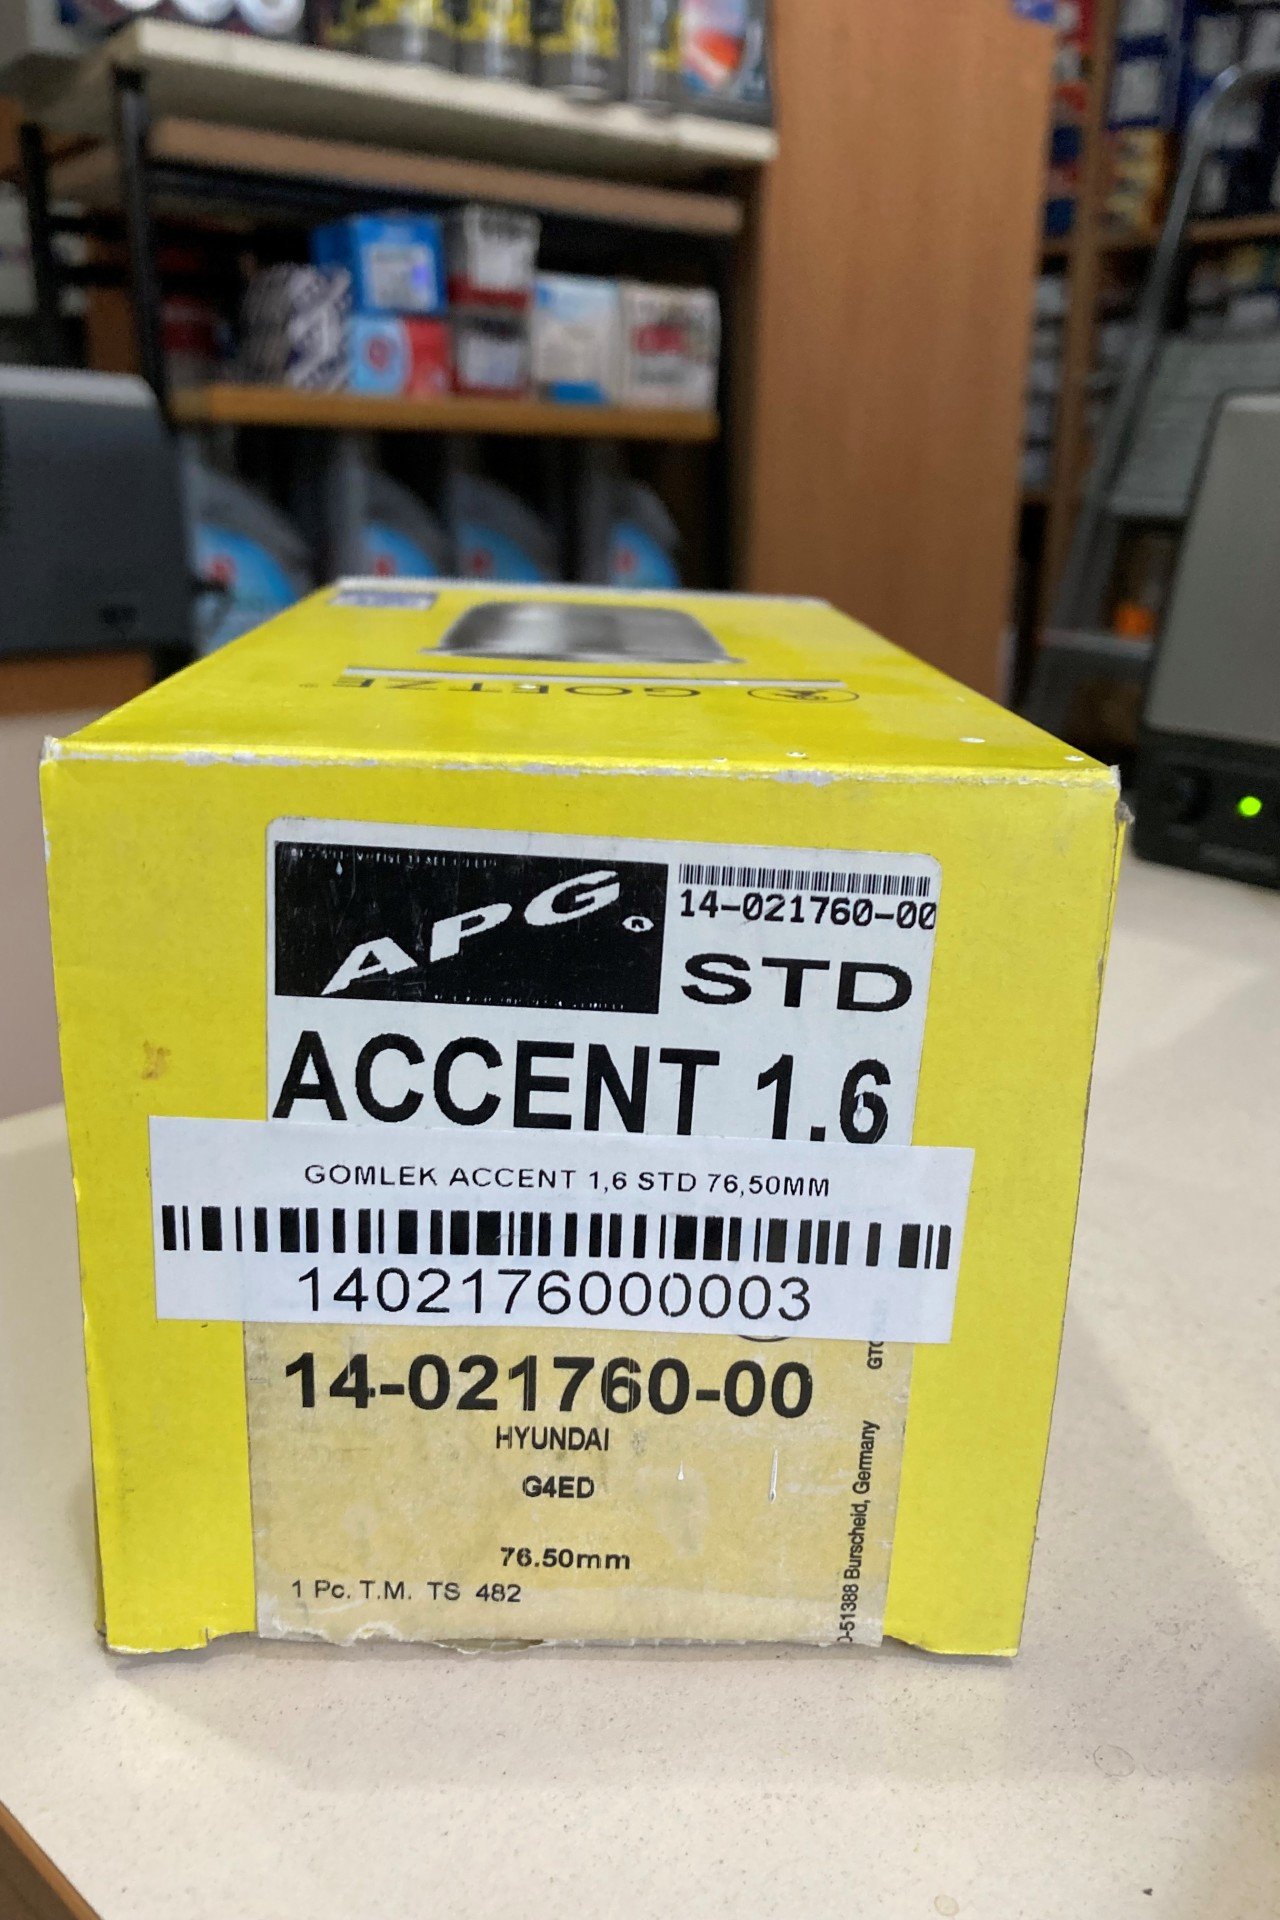 GOETZE®
APG®
14-021760-00
STD
ACCENT 1.6
GOMLEK ACCENT 1,6 STD 76,50MM
1402176000003
14-021760-00
HYUNDAI
G4ED
76.50mm
1 Pc. T.M. TS 482
D-51388 Burscheid, Germany